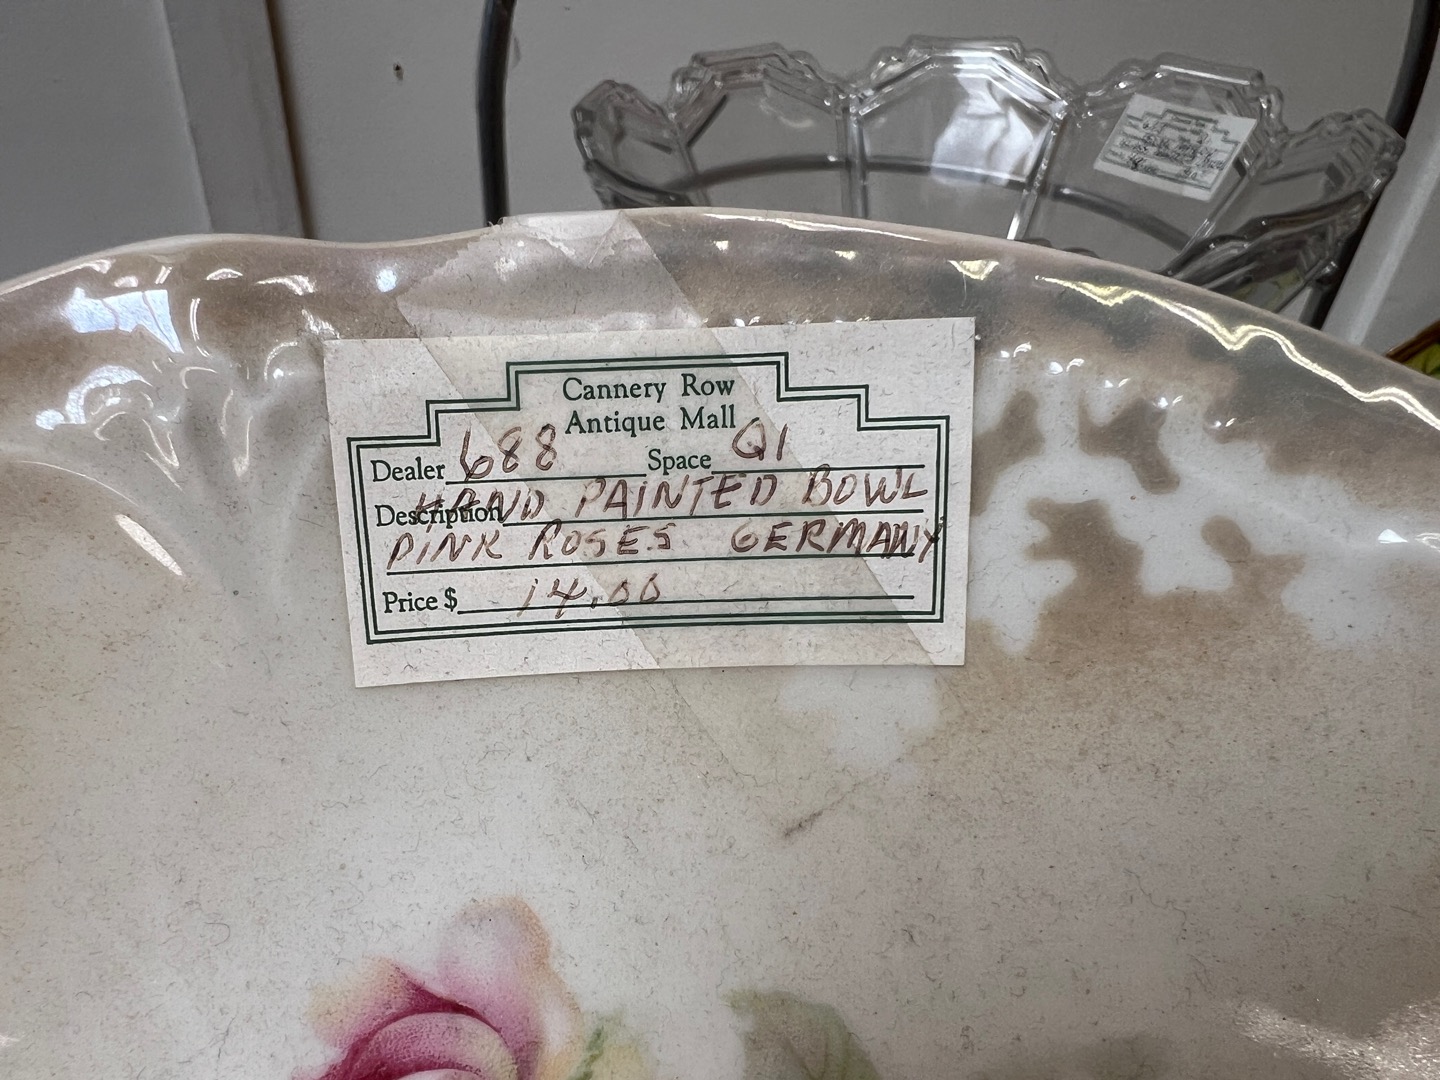 Cannery Row
Antique Mall
Dealer 688 Space Q1
Description HAND PAINTED BOWL
PINK ROSES GERMANY
Price $ 14.00